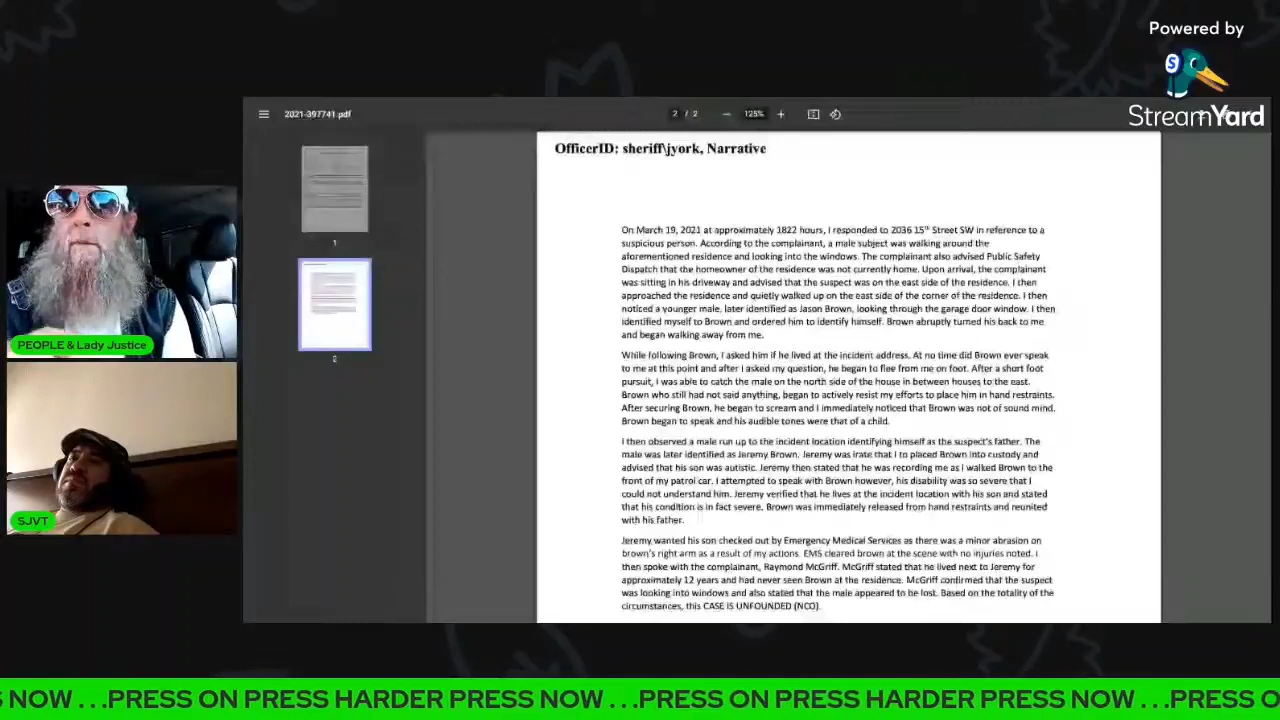 Powered by
S
StreamYard
2021-397741.pdf
2 / 2
125%
OfficerID: sheriff\jyork, Narrative
On March 19, 2021 at approximately 1822 hours, I responded to 2036 15th Street SW in reference to a
suspicious person. According to the complainant, a male subject was walking around the
aforementioned residence and looking into the windows. The complainant also advised Public Safety
Dispatch that the homeowner of the residence was not currently home. Upon arrival, the complainant
was sitting in his driveway and advised that the suspect was on the east side of the residence. I then
approached the residence and quietly walked up on the east side of the corner of the residence. I then
noticed a younger male, later identified as Jason Brown, looking through the garage door window. I then
identified myself to Brown and ordered him to identify himself. Brown abruptly turned his back to me
and began walking away from me.
While following Brown, I asked him if he lived at the incident address. At no time did Brown ever speak
to me at this point and after I asked my question, he began to flee from me on foot. After a short foot
pursuit, I was able to catch the male on the north side of the house in between houses to the east.
Brown who still had not said anything, began to actively resist my efforts to place him in hand restraints.
After securing Brown, he began to scream and I immediately noticed that Brown was not of sound mind.
Brown began to speak and his audible tones were that of a child.
I then observed a male run up to the incident location identifying himself as the suspect's father. The
male was later identified as Jeremy Brown. Jeremy was irate that I to placed Brown into custody and
advised that his son was autistic. Jeremy then stated that he was recording me as I walked Brown to the
front of my patrol car. I attempted to speak with Brown however, his disability was so severe that I
could not understand him. Jeremy verified that he lives at the incident location with his son and stated
that his condition is in fact severe. Brown was immediately released from hand restraints and reunited
with his father.
Jeremy wanted his son checked out by Emergency Medical Services as there was a minor abrasion on
brown's right arm as a result of my actions. EMS cleared brown at the scene with no injuries noted. I
then spoke with the complainant, Raymond McGriff. McGriff stated that he lived next to Jeremy for
approximately 12 years and had never seen Brown at the residence. McGriff confirmed that the suspect
was looking into windows and also stated that the male appeared to be lost. Based on the totality of the
circumstances, this CASE IS UNFOUNDED (NCO).
1
2
PEOPLE & Lady Justice
SJVT
S NOW . . .PRESS ON PRESS HARDER PRESS NOW . . .PRESS ON PRESS HARDER PRESS NOW . . .PRESS O